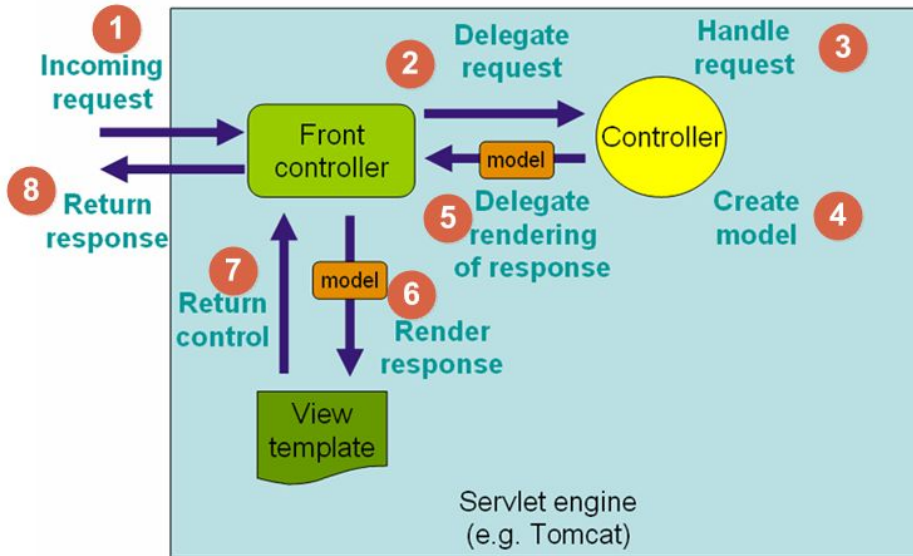 1
Incoming
request
2
Delegate
request
Handle
request
3
Front
controller
model
Controller
8
Return
response
5
Delegate
rendering
of response
Create
model
4
7
Return
control
model
6
Render
response
View
template
Servlet engine
(e.g. Tomcat)